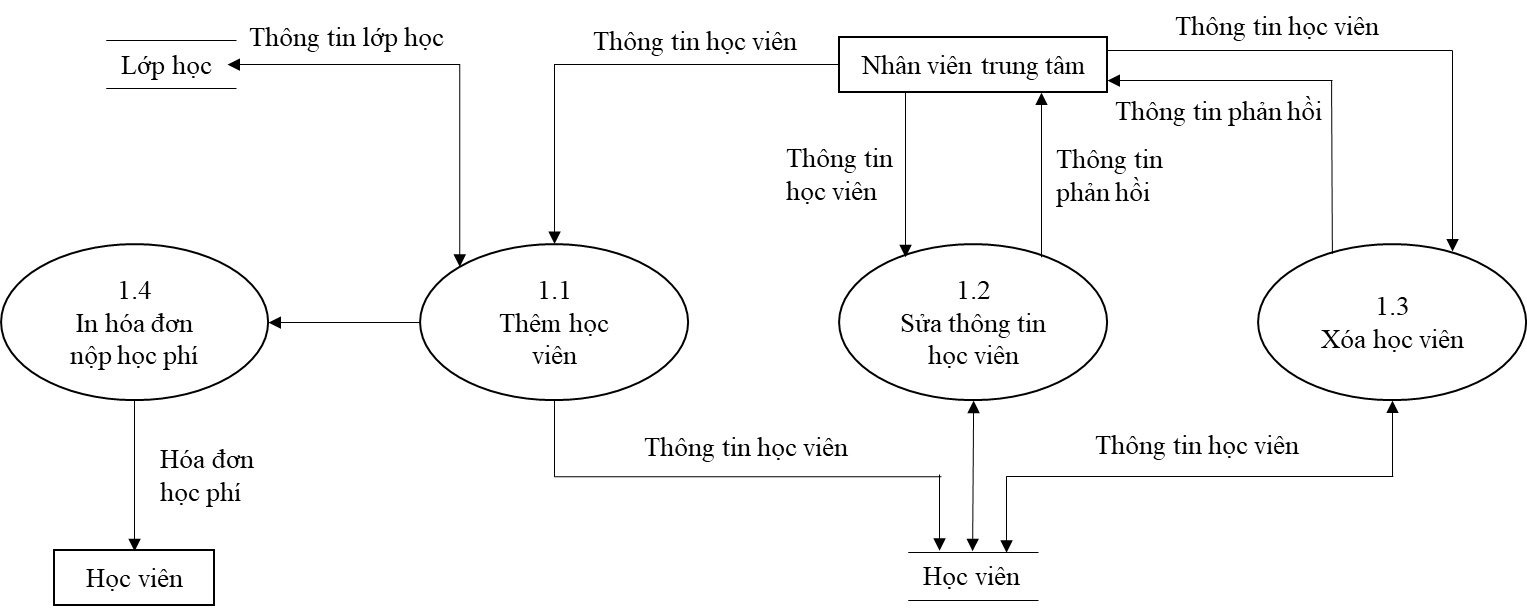 Thông tin lớp học
Lớp học
Thông tin học viên
Nhân viên trung tâm
Thông tin học viên
Thông tin phản hồi
Thông tin
học viên
Thông tin
phản hồi
1.4
In hóa đơn
nộp học phí
1.1
Thêm học
viên
1.2
Sửa thông tin
học viên
1.3
Xóa học viên
Hóa đơn
học phí
Thông tin học viên
Thông tin học viên
Học viên
Học viên